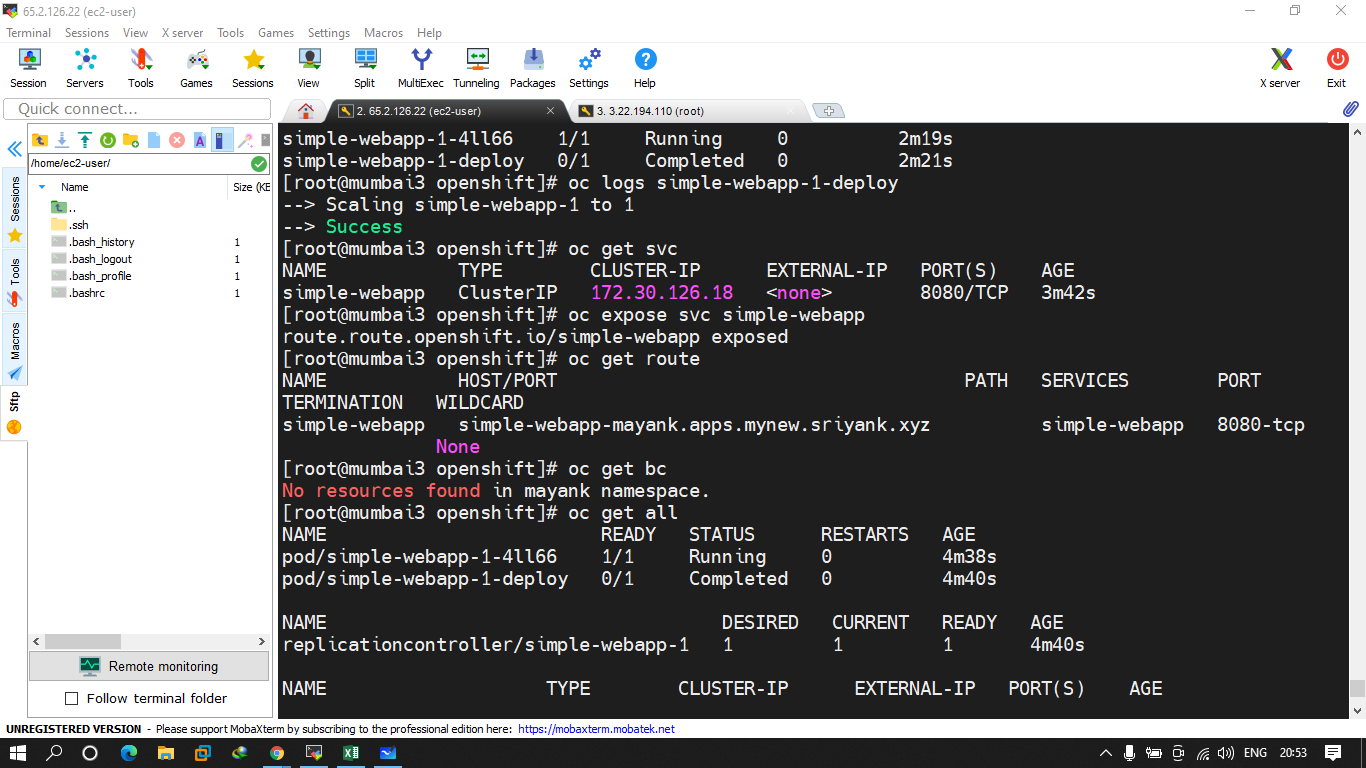 65.2.126.22 (ec2-user)
Terminal Sessions View X server Tools Games Settings Macros Help
Session Servers Tools Games Sessions View Split MultiExec Tunneling Packages Settings Help X server Exit
Quick connect...
2. 65.2.126.22 (ec2-user)
3. 3.22.194.110 (root)
/home/ec2-user/
Name Size (KB
..
.ssh
.bash_history 1
.bash_logout 1
.bash_profile 1
.bashrc 1
Sessions
Tools
Macros
Sftp
Remote monitoring
Follow terminal folder
simple-webapp-1-4ll66 1/1 Running 0 2m19s
simple-webapp-1-deploy 0/1 Completed 0 2m21s
[root@mumbai3 openshift]# oc logs simple-webapp-1-deploy
--> Scaling simple-webapp-1 to 1
--> Success
[root@mumbai3 openshift]# oc get svc
NAME TYPE CLUSTER-IP EXTERNAL-IP PORT(S) AGE
simple-webapp ClusterIP 172.30.126.18 <none> 8080/TCP 3m42s
[root@mumbai3 openshift]# oc expose svc simple-webapp
route.route.openshift.io/simple-webapp exposed
[root@mumbai3 openshift]# oc get route
NAME HOST/PORT PATH SERVICES PORT
TERMINATION WILDCARD
simple-webapp simple-webapp-mayank.apps.mynew.sriyank.xyz simple-webapp 8080-tcp
None
[root@mumbai3 openshift]# oc get bc
No resources found in mayank namespace.
[root@mumbai3 openshift]# oc get all
NAME READY STATUS RESTARTS AGE
pod/simple-webapp-1-4ll66 1/1 Running 0 4m38s
pod/simple-webapp-1-deploy 0/1 Completed 0 4m40s
NAME DESIRED CURRENT READY AGE
replicationcontroller/simple-webapp-1 1 1 1 4m40s
NAME TYPE CLUSTER-IP EXTERNAL-IP PORT(S) AGE
UNREGISTERED VERSION - Please support MobaXterm by subscribing to the professional edition here: https://mobaxterm.mobatek.net
ENG 20:53